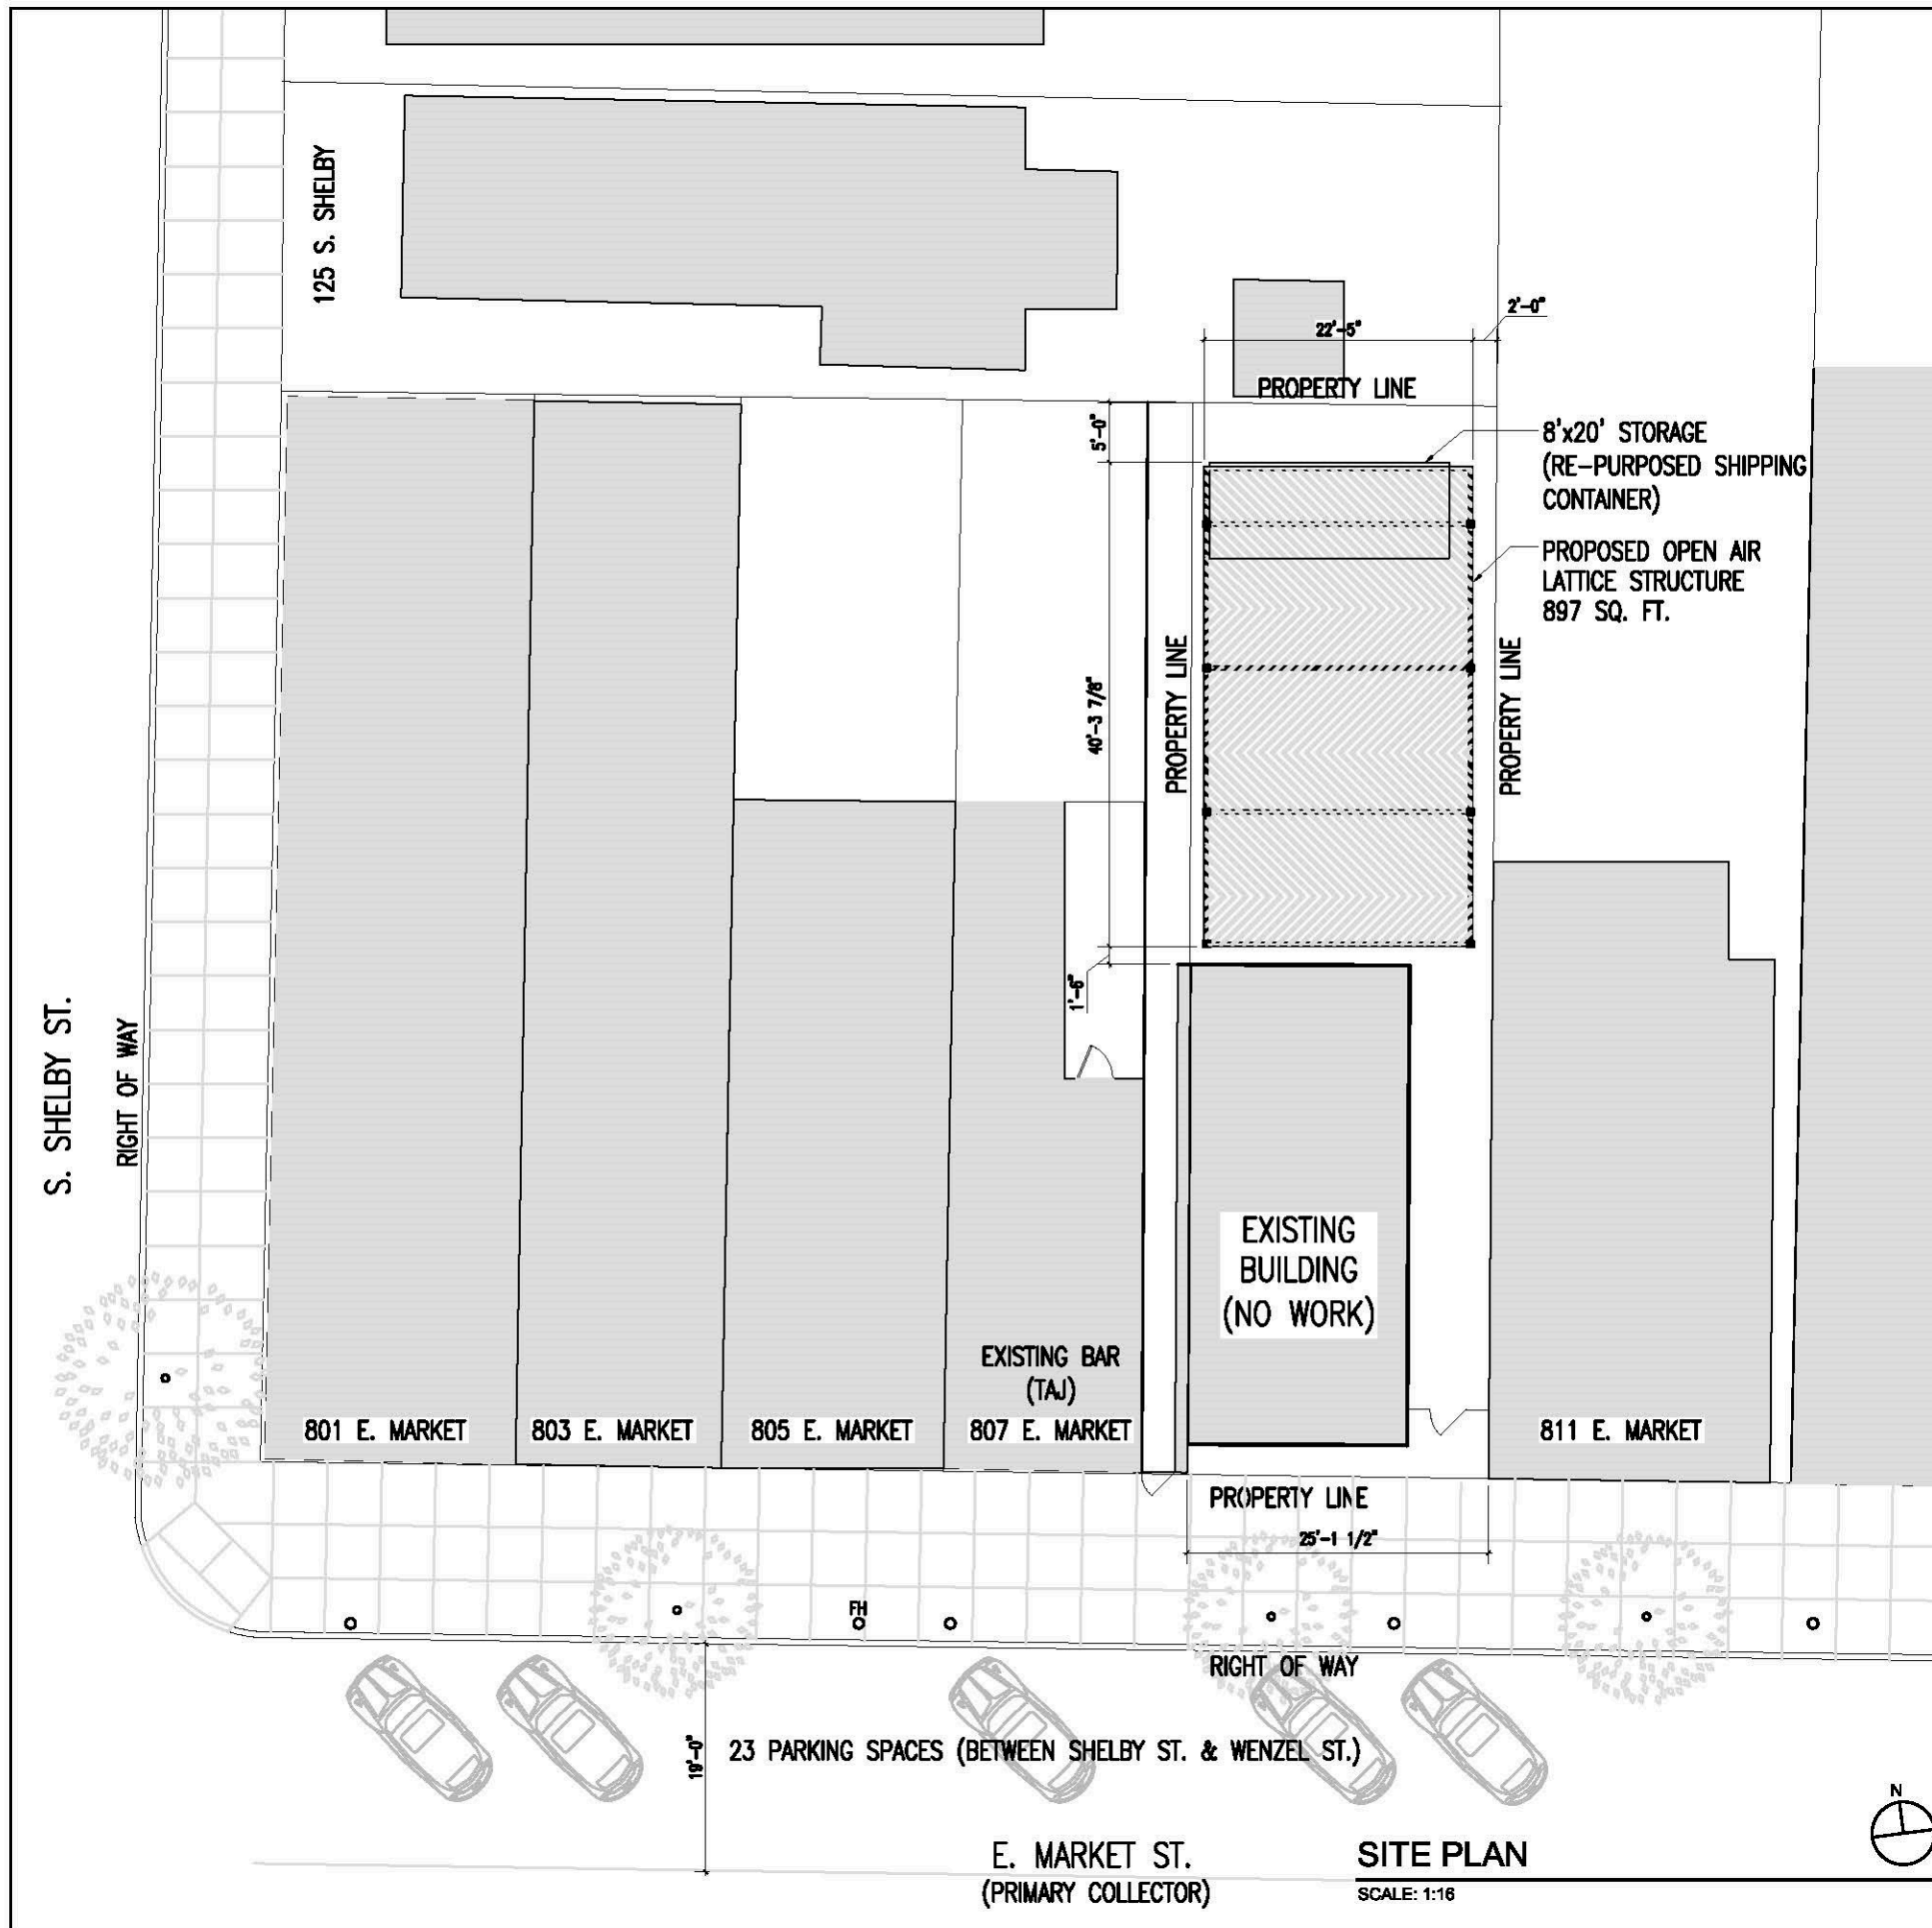 125 S. SHELBY
2'-0"
22'-5"
PROPERTY LINE
5'-0"
8'x20' STORAGE
(RE-PURPOSED SHIPPING
CONTAINER)
PROPOSED OPEN AIR
LATTICE STRUCTURE
897 SQ. FT.
40'-3 7/8"
PROPERTY LINE
PROPERTY LINE
1'-6"
S. SHELBY ST.
RIGHT OF WAY
EXISTING
BUILDING
(NO WORK)
EXISTING BAR
(TAJ)
801 E. MARKET
803 E. MARKET
805 E. MARKET
807 E. MARKET
811 E. MARKET
PROPERTY LINE
25'-1 1/2"
FH
RIGHT OF WAY
19'-0"
23 PARKING SPACES (BETWEEN SHELBY ST. & WENZEL ST.)
N
E. MARKET ST.
(PRIMARY COLLECTOR)
SITE PLAN
SCALE: 1:16